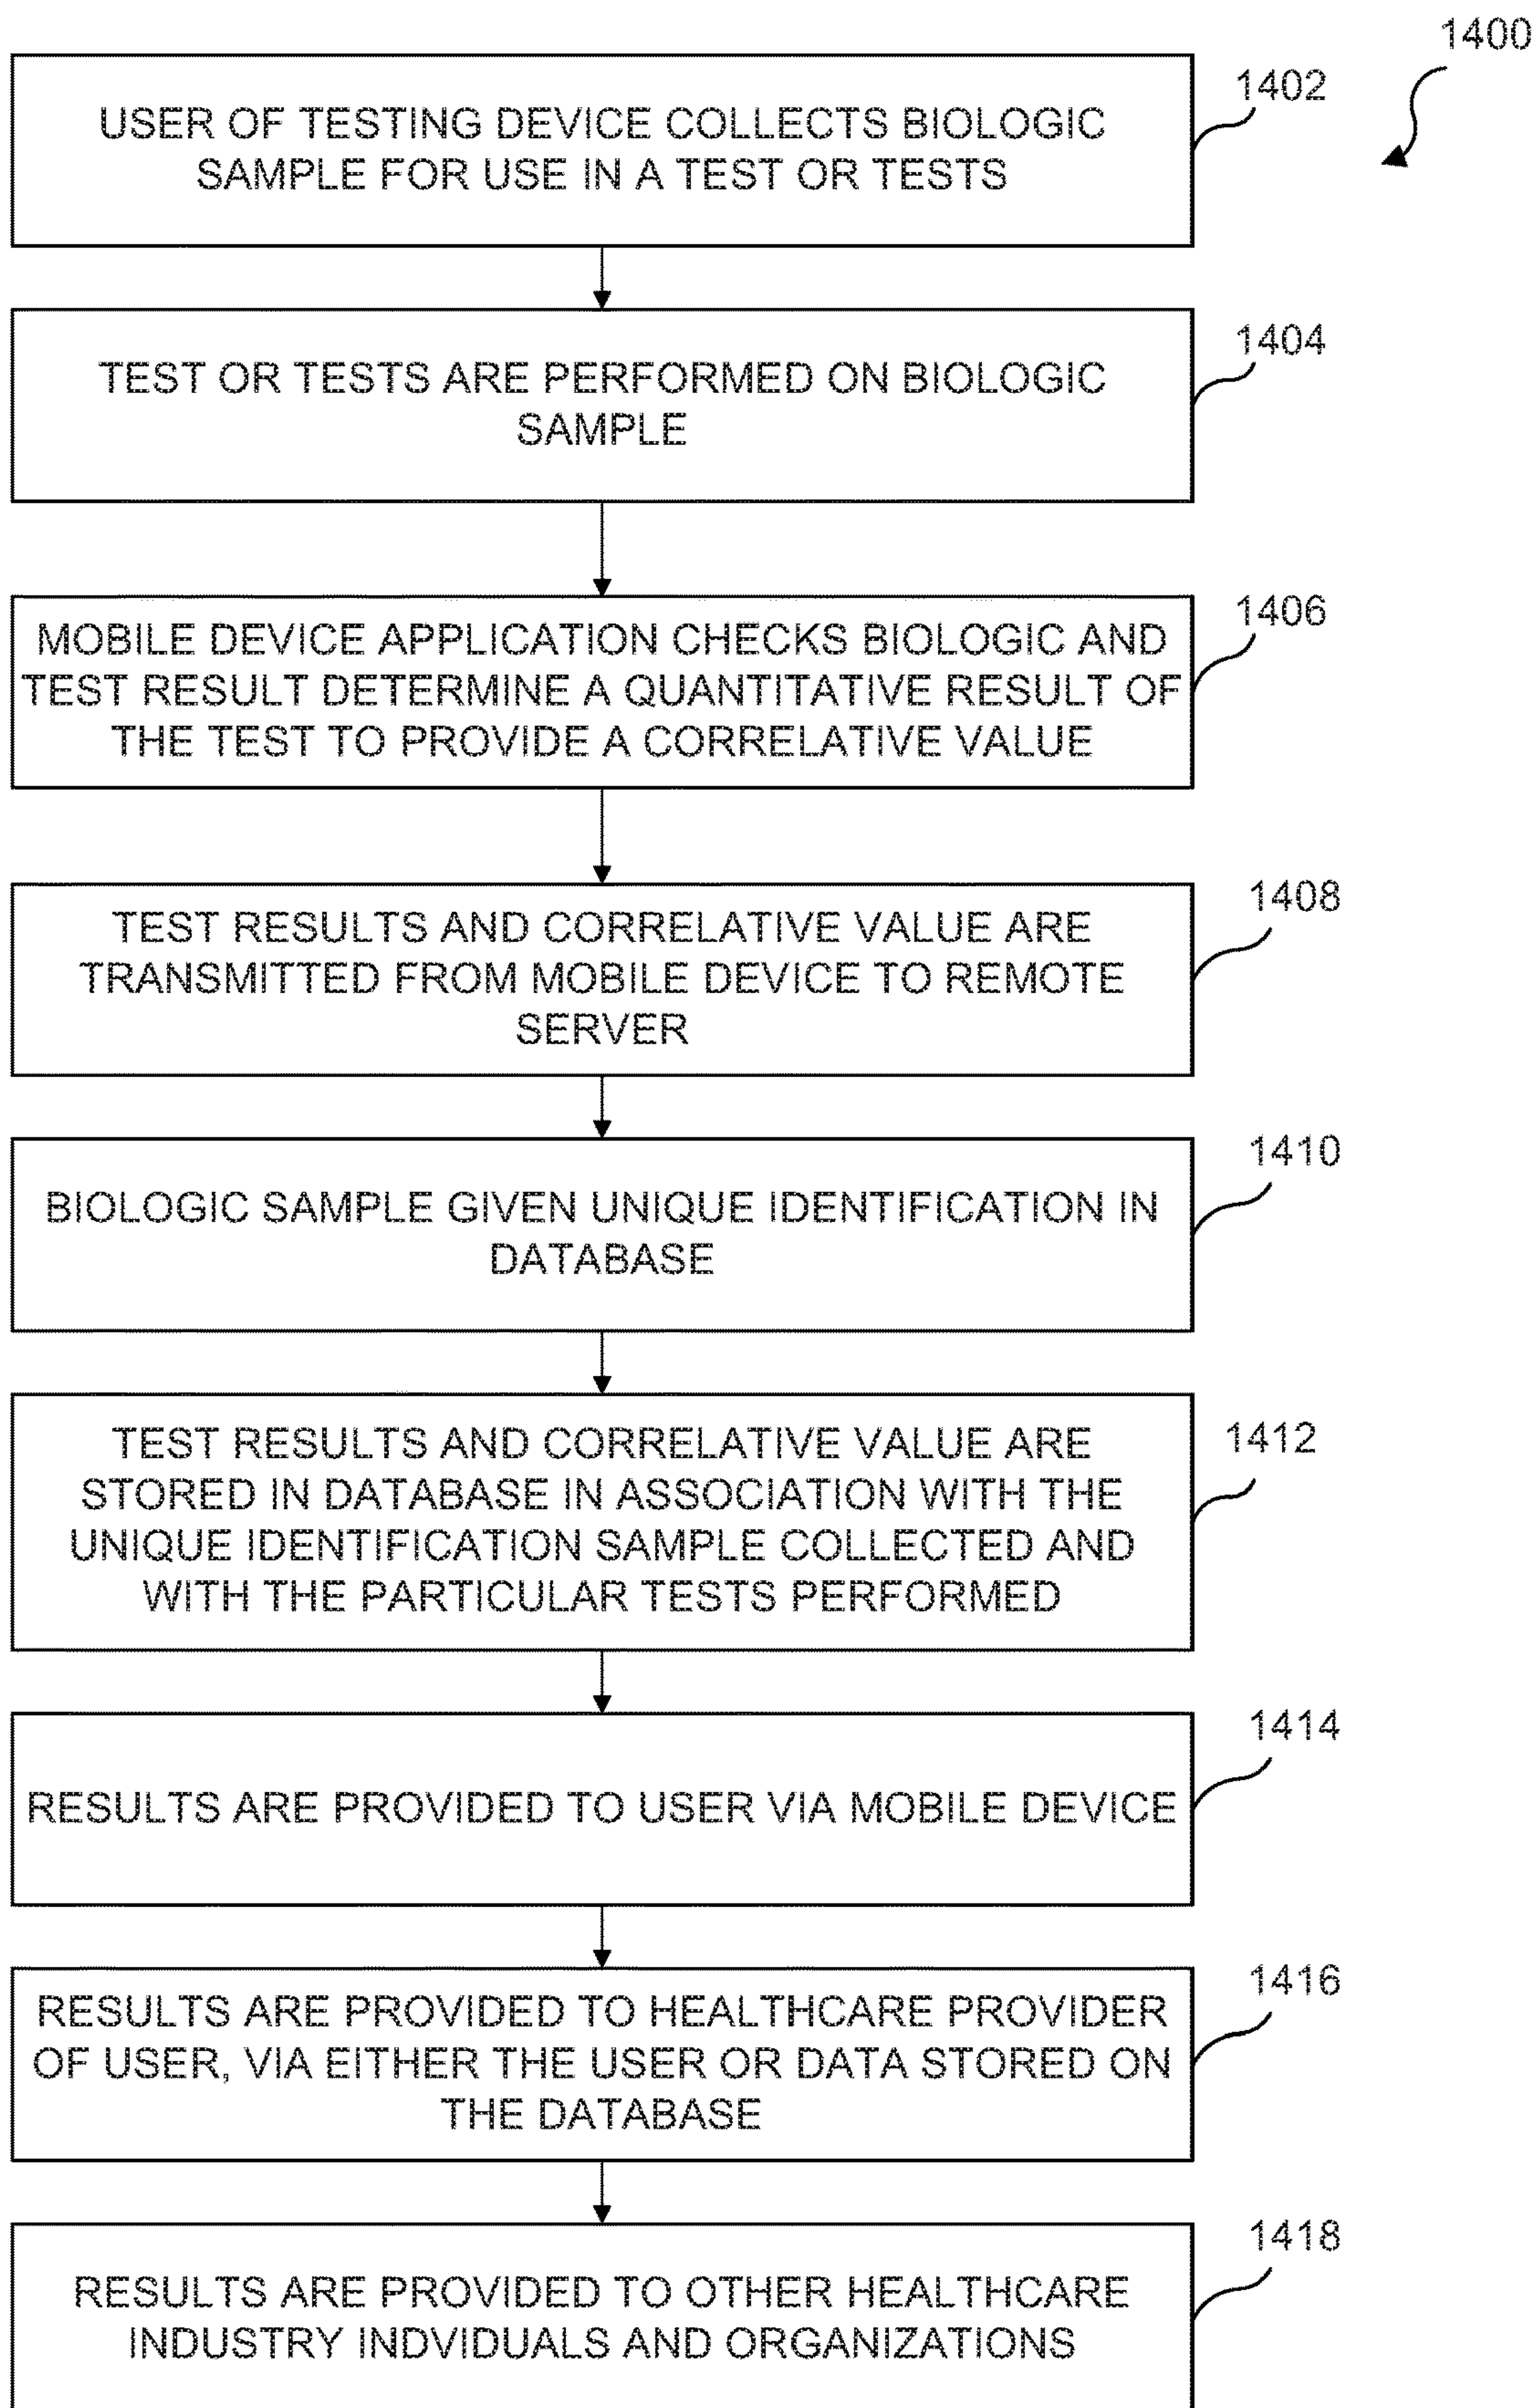 1400
1402
USER OF TESTING DEVICE COLLECTS BIOLOGIC
SAMPLE FOR USE IN A TEST OR TESTS
1404
TEST OR TESTS ARE PERFORMED ON BIOLOGIC
SAMPLE
1406
MOBILE DEVICE APPLICATION CHECKS BIOLOGIC AND
TEST RESULT DETERMINE A QUANTITATIVE RESULT OF
THE TEST TO PROVIDE A CORRELATIVE VALUE
1408
TEST RESULTS AND CORRELATIVE VALUE ARE
TRANSMITTED FROM MOBILE DEVICE TO REMOTE
SERVER
1410
BIOLOGIC SAMPLE GIVEN UNIQUE IDENTIFICATION IN
DATABASE
1412
TEST RESULTS AND CORRELATIVE VALUE ARE
STORED IN DATABASE IN ASSOCIATION WITH THE
UNIQUE IDENTIFICATION SAMPLE COLLECTED AND
WITH THE PARTICULAR TESTS PERFORMED
1414
RESULTS ARE PROVIDED TO USER VIA MOBILE DEVICE
1416
RESULTS ARE PROVIDED TO HEALTHCARE PROVIDER
OF USER, VIA EITHER THE USER OR DATA STORED ON
THE DATABASE
1418
RESULTS ARE PROVIDED TO OTHER HEALTHCARE
INDUSTRY INDVIDUALS AND ORGANIZATIONS